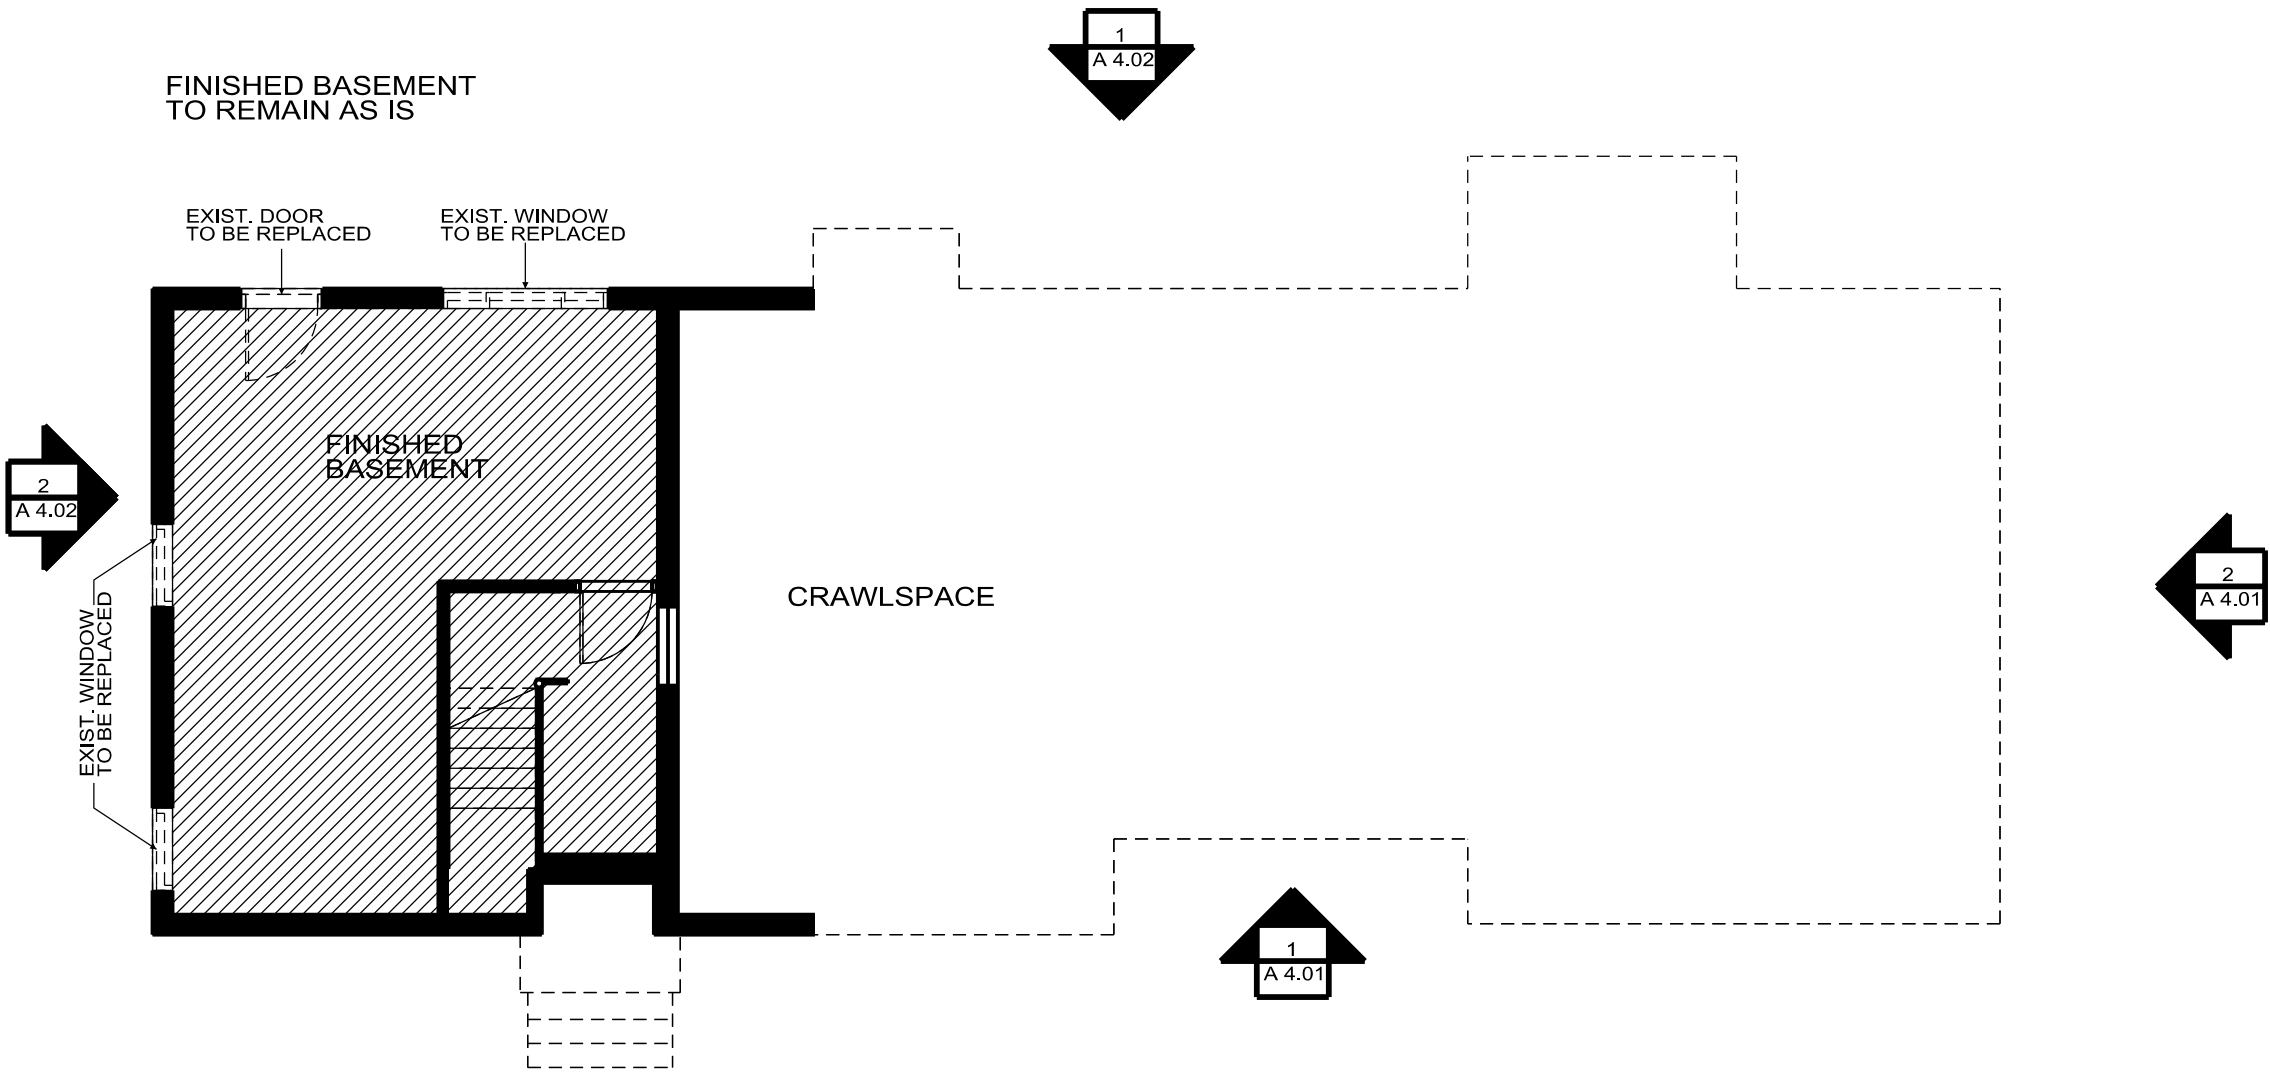 1
A 4.02
FINISHED BASEMENT
TO REMAIN AS IS
EXIST. DOOR
TO BE REPLACED
EXIST. WINDOW
TO BE REPLACED
FINISHED
BASEMENT
2
A 4.02
EXIST. WINDOW
TO BE REPLACED
CRAWLSPACE
2
A 4.01
1
A 4.01